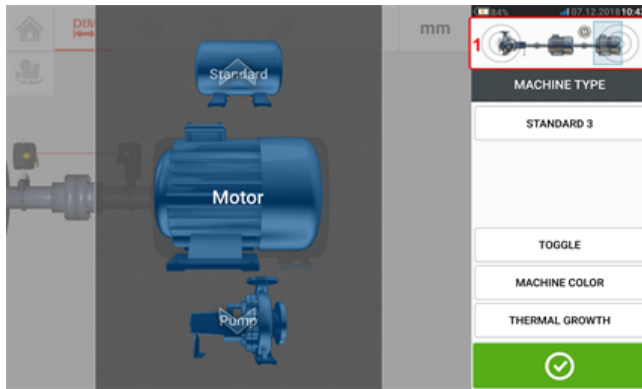 84% 07.12.2018 10:43
DIM
mm
1
Standard
Motor
Pump
MACHINE TYPE
STANDARD 3
TOGGLE
MACHINE COLOR
THERMAL GROWTH